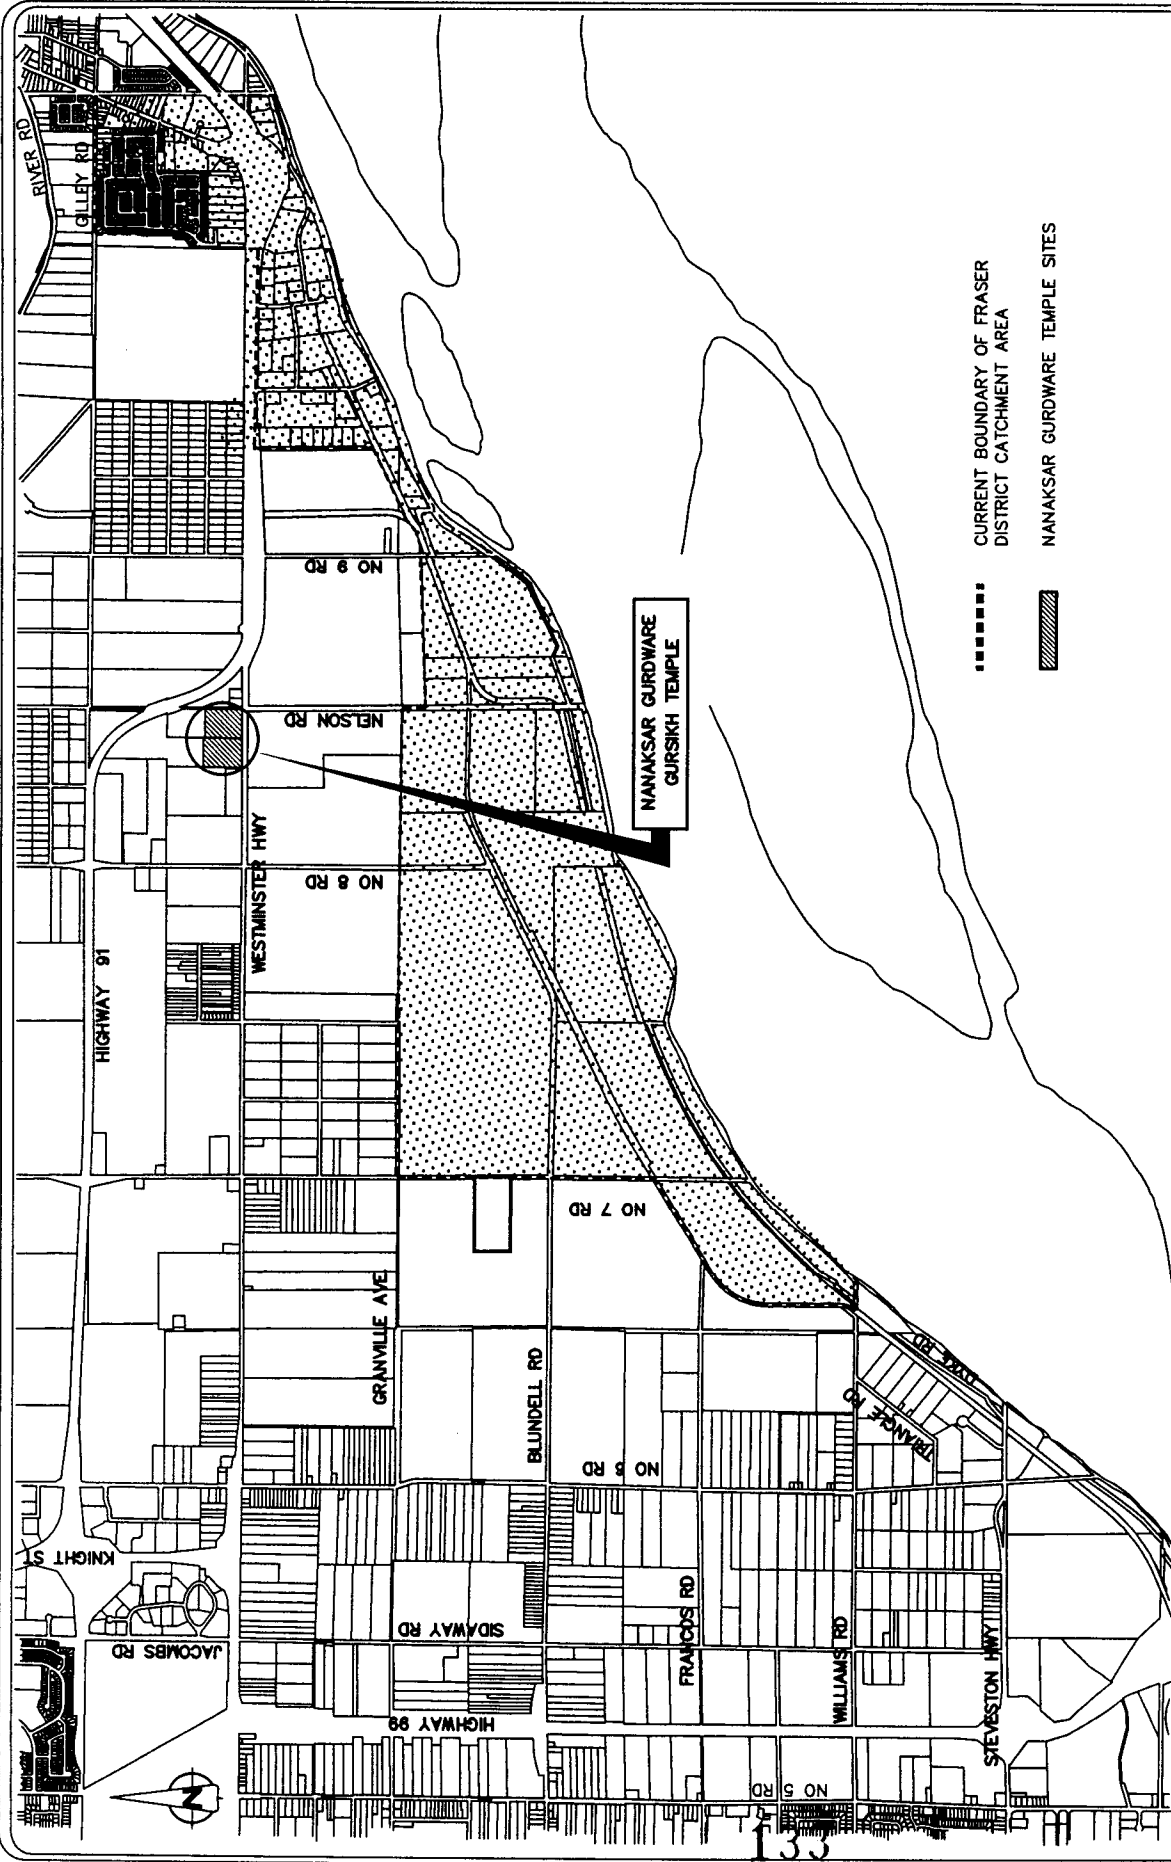 RIVER RD
GILLEY RD
NO 9 RD
NELSON RD
WESTMINSTER HWY
NO 8 RD
HIGHWAY 91
NANAKSAR GURDWARE
GURSIKH TEMPLE
CURRENT BOUNDARY OF FRASER
DISTRICT CATCHMENT AREA
NANAKSAR GURDWARE TEMPLE SITES
NO 7 RD
GRANVILLE AVE
BLUNDELL RD
DYKE RD
TRIANGLE RD
NO 6 RD
KNIGHT ST
JACOMBS RD
SIDAWAY RD
FRANCOS RD
WILLIAMS RD
STEVESTON HWY
HIGHWAY 99
NO 5 RD
N
133